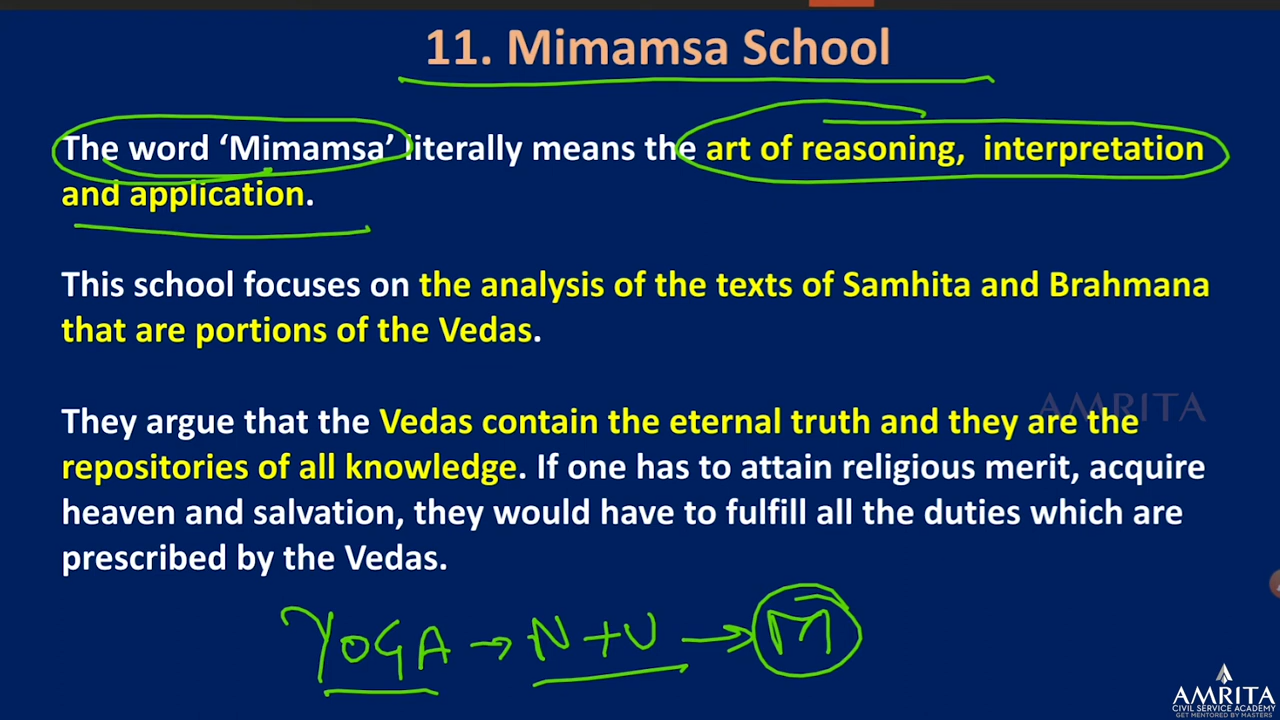 11. Mimamsa School
The word ‘Mimamsa’ literally means the art of reasoning, interpretation
and application.
This school focuses on the analysis of the texts of Samhita and Brahmana
that are portions of the Vedas.
They argue that the Vedas contain the eternal truth and they are the
repositories of all knowledge. If one has to attain religious merit, acquire
heaven and salvation, they would have to fulfill all the duties which are
prescribed by the Vedas.
AMRITA
YOGA → N + V → M
AMRITA
CIVIL SERVICE ACADEMY
GET MENTORED BY MASTERS